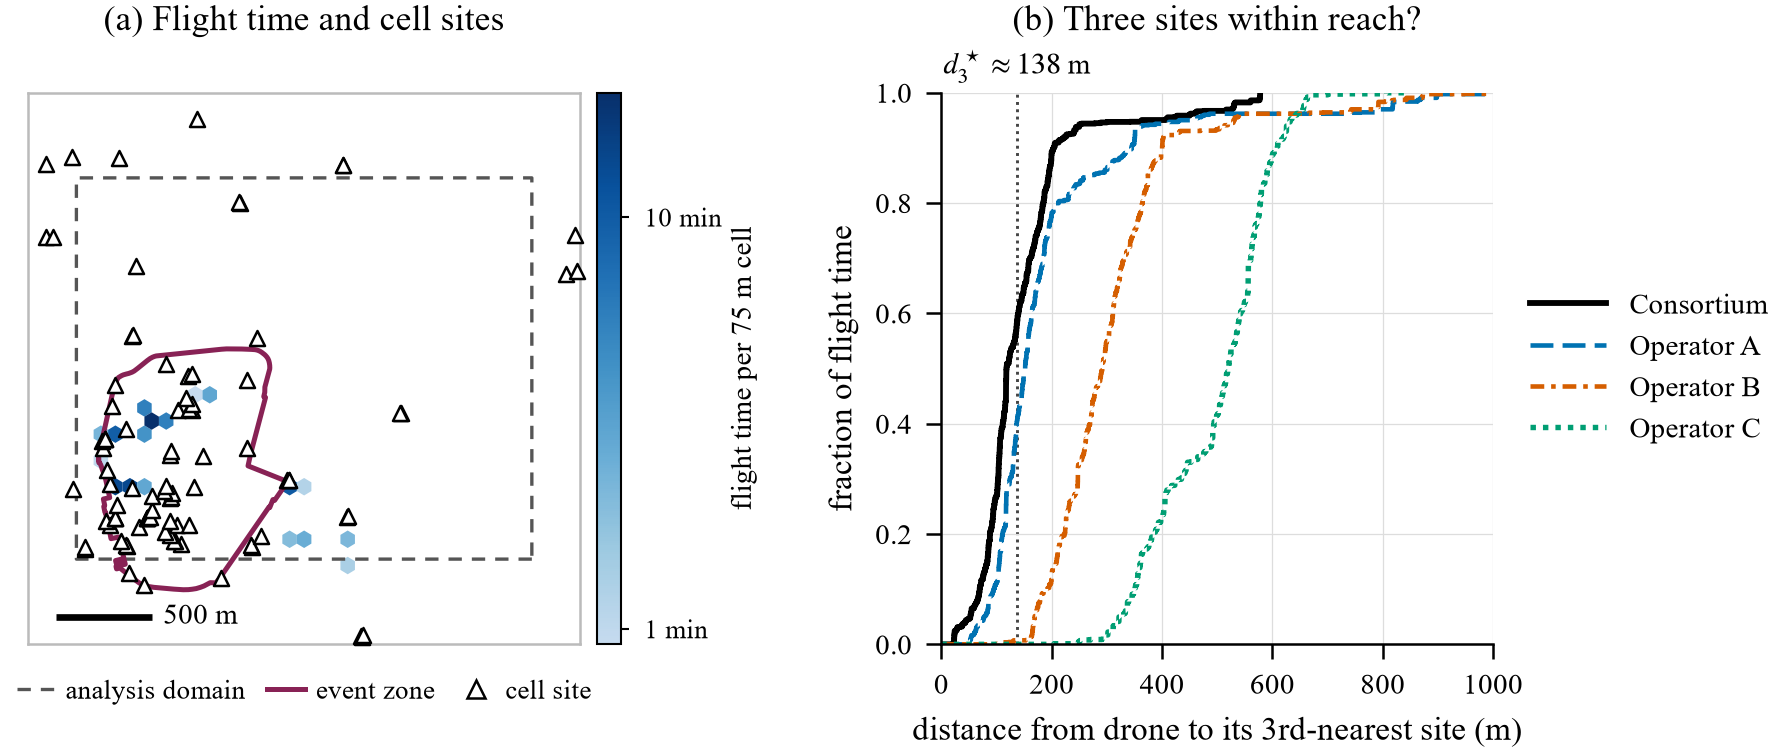 (a) Flight time and cell sites
10 min
1 min
flight time per 75 m cell
500 m
analysis domain
event zone
cell site
(b) Three sites within reach?
d₃⋆ ≈ 138 m
1.0
0.8
0.6
0.4
0.2
0.0
fraction of flight time
0 200 400 600 800 1000
distance from drone to its 3rd-nearest site (m)
Consortium
Operator A
Operator B
Operator C